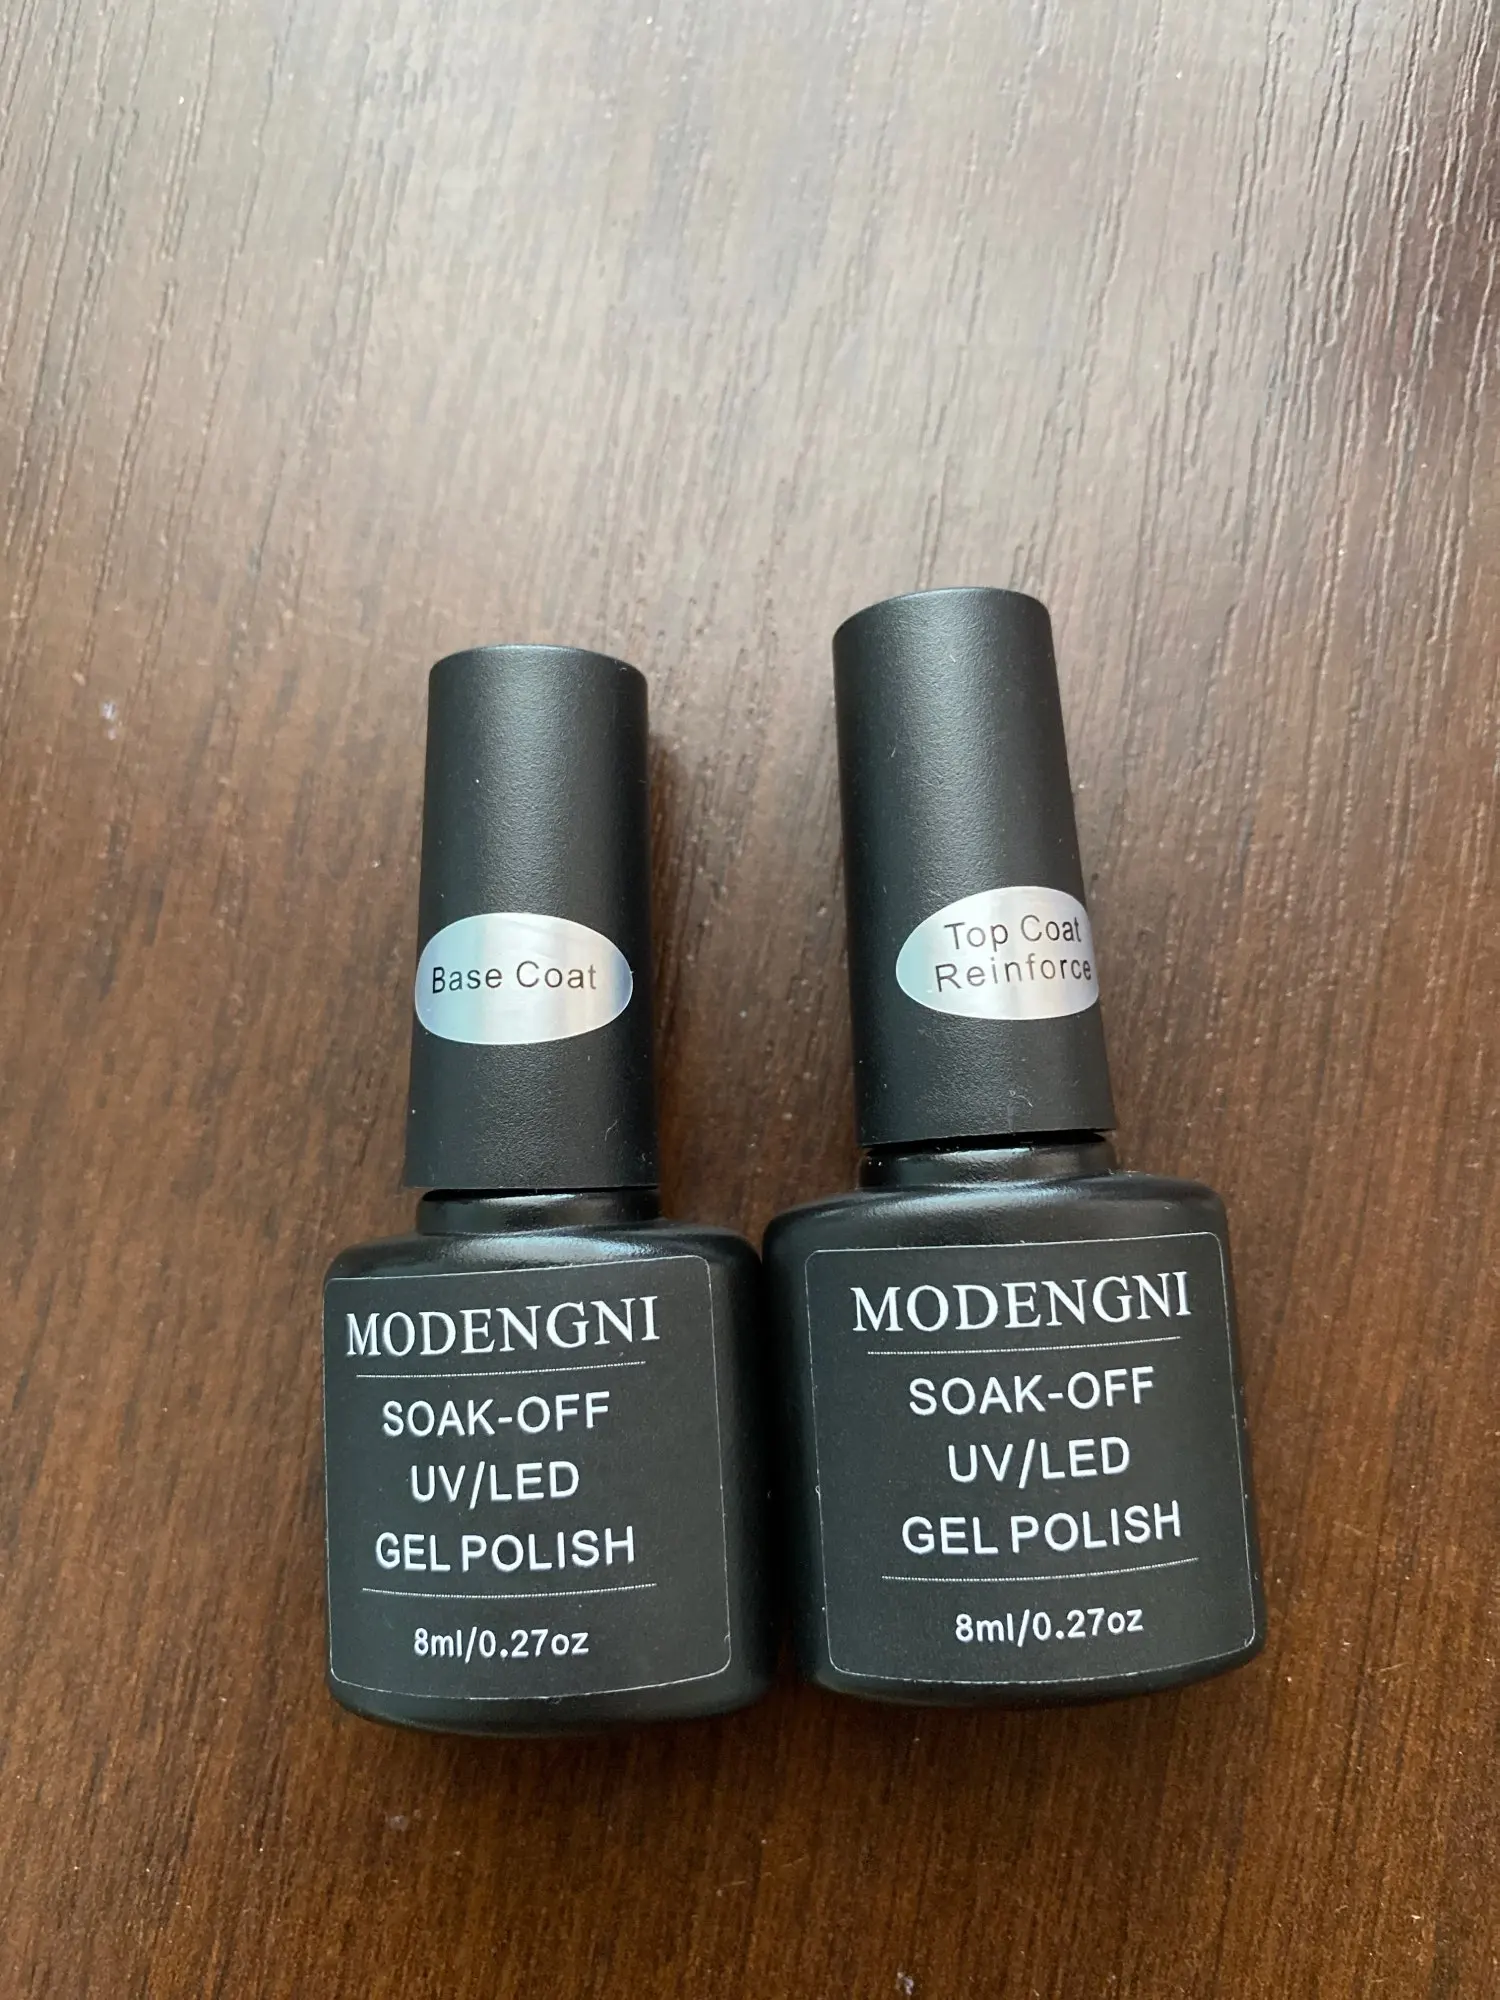 Base Coat
MODENGNI
SOAK-OFF
UV/LED
GEL POLISH
8ml/0.27oz
Top Coat
Reinforce
MODENGNI
SOAK-OFF
UV/LED
GEL POLISH
8ml/0.27oz